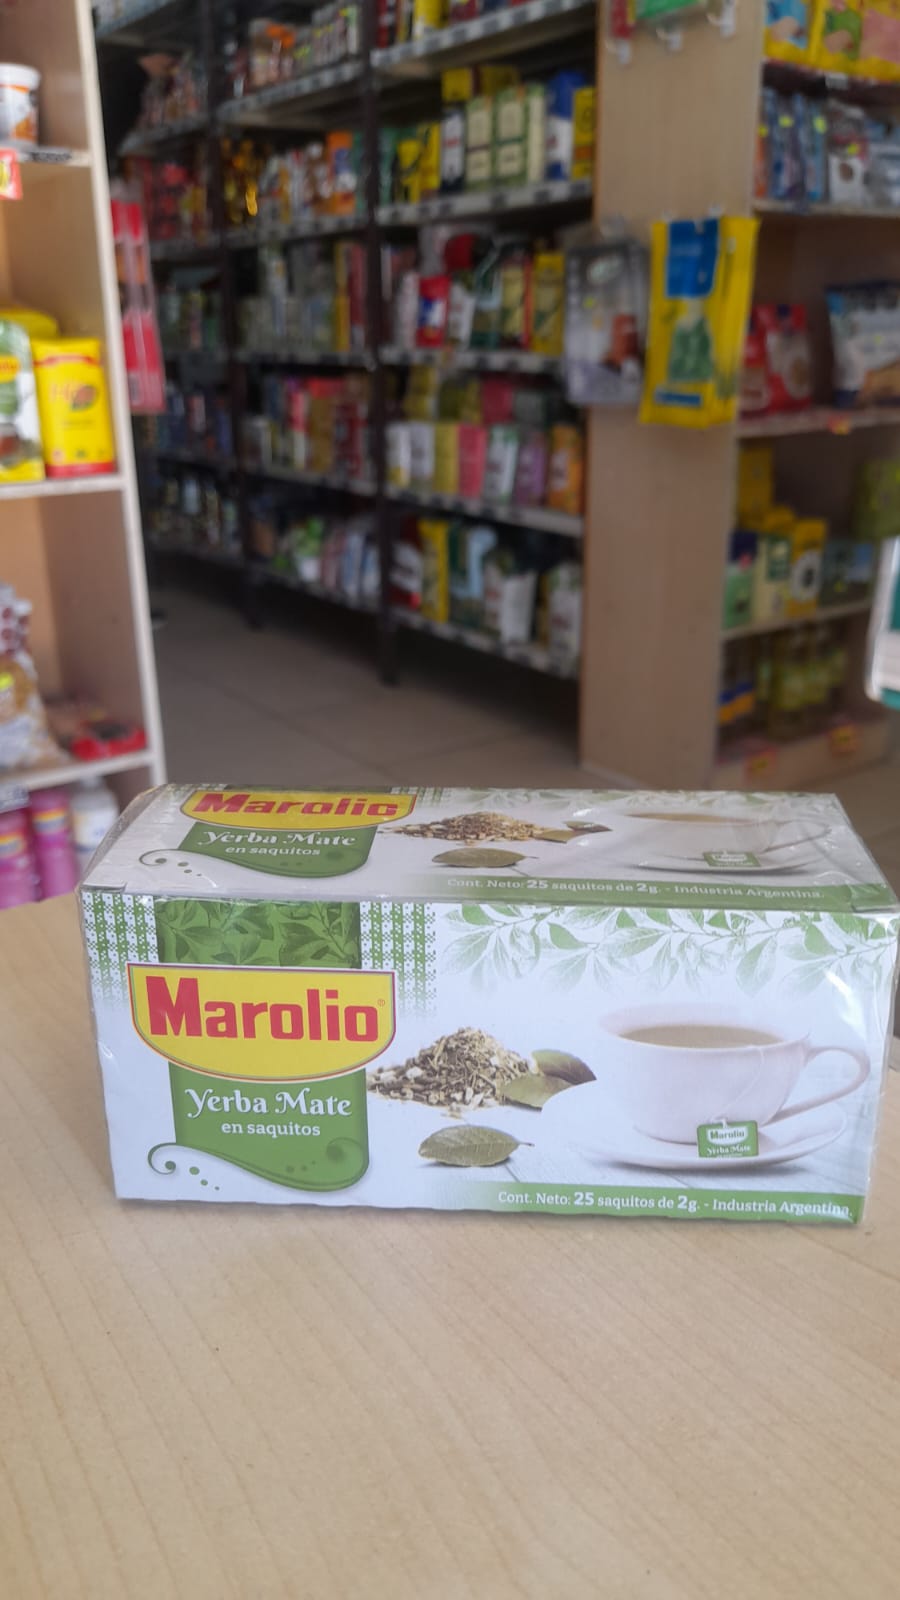 Marolio
Yerba Mate
en saquitos
Cont. Neto: 25 saquitos de 2g. - Industria Argentina.
Marolio®
Yerba Mate
en saquitos
Marolio
Yerba Mate
Cont. Neto: 25 saquitos de 2g. - Industria Argentina.